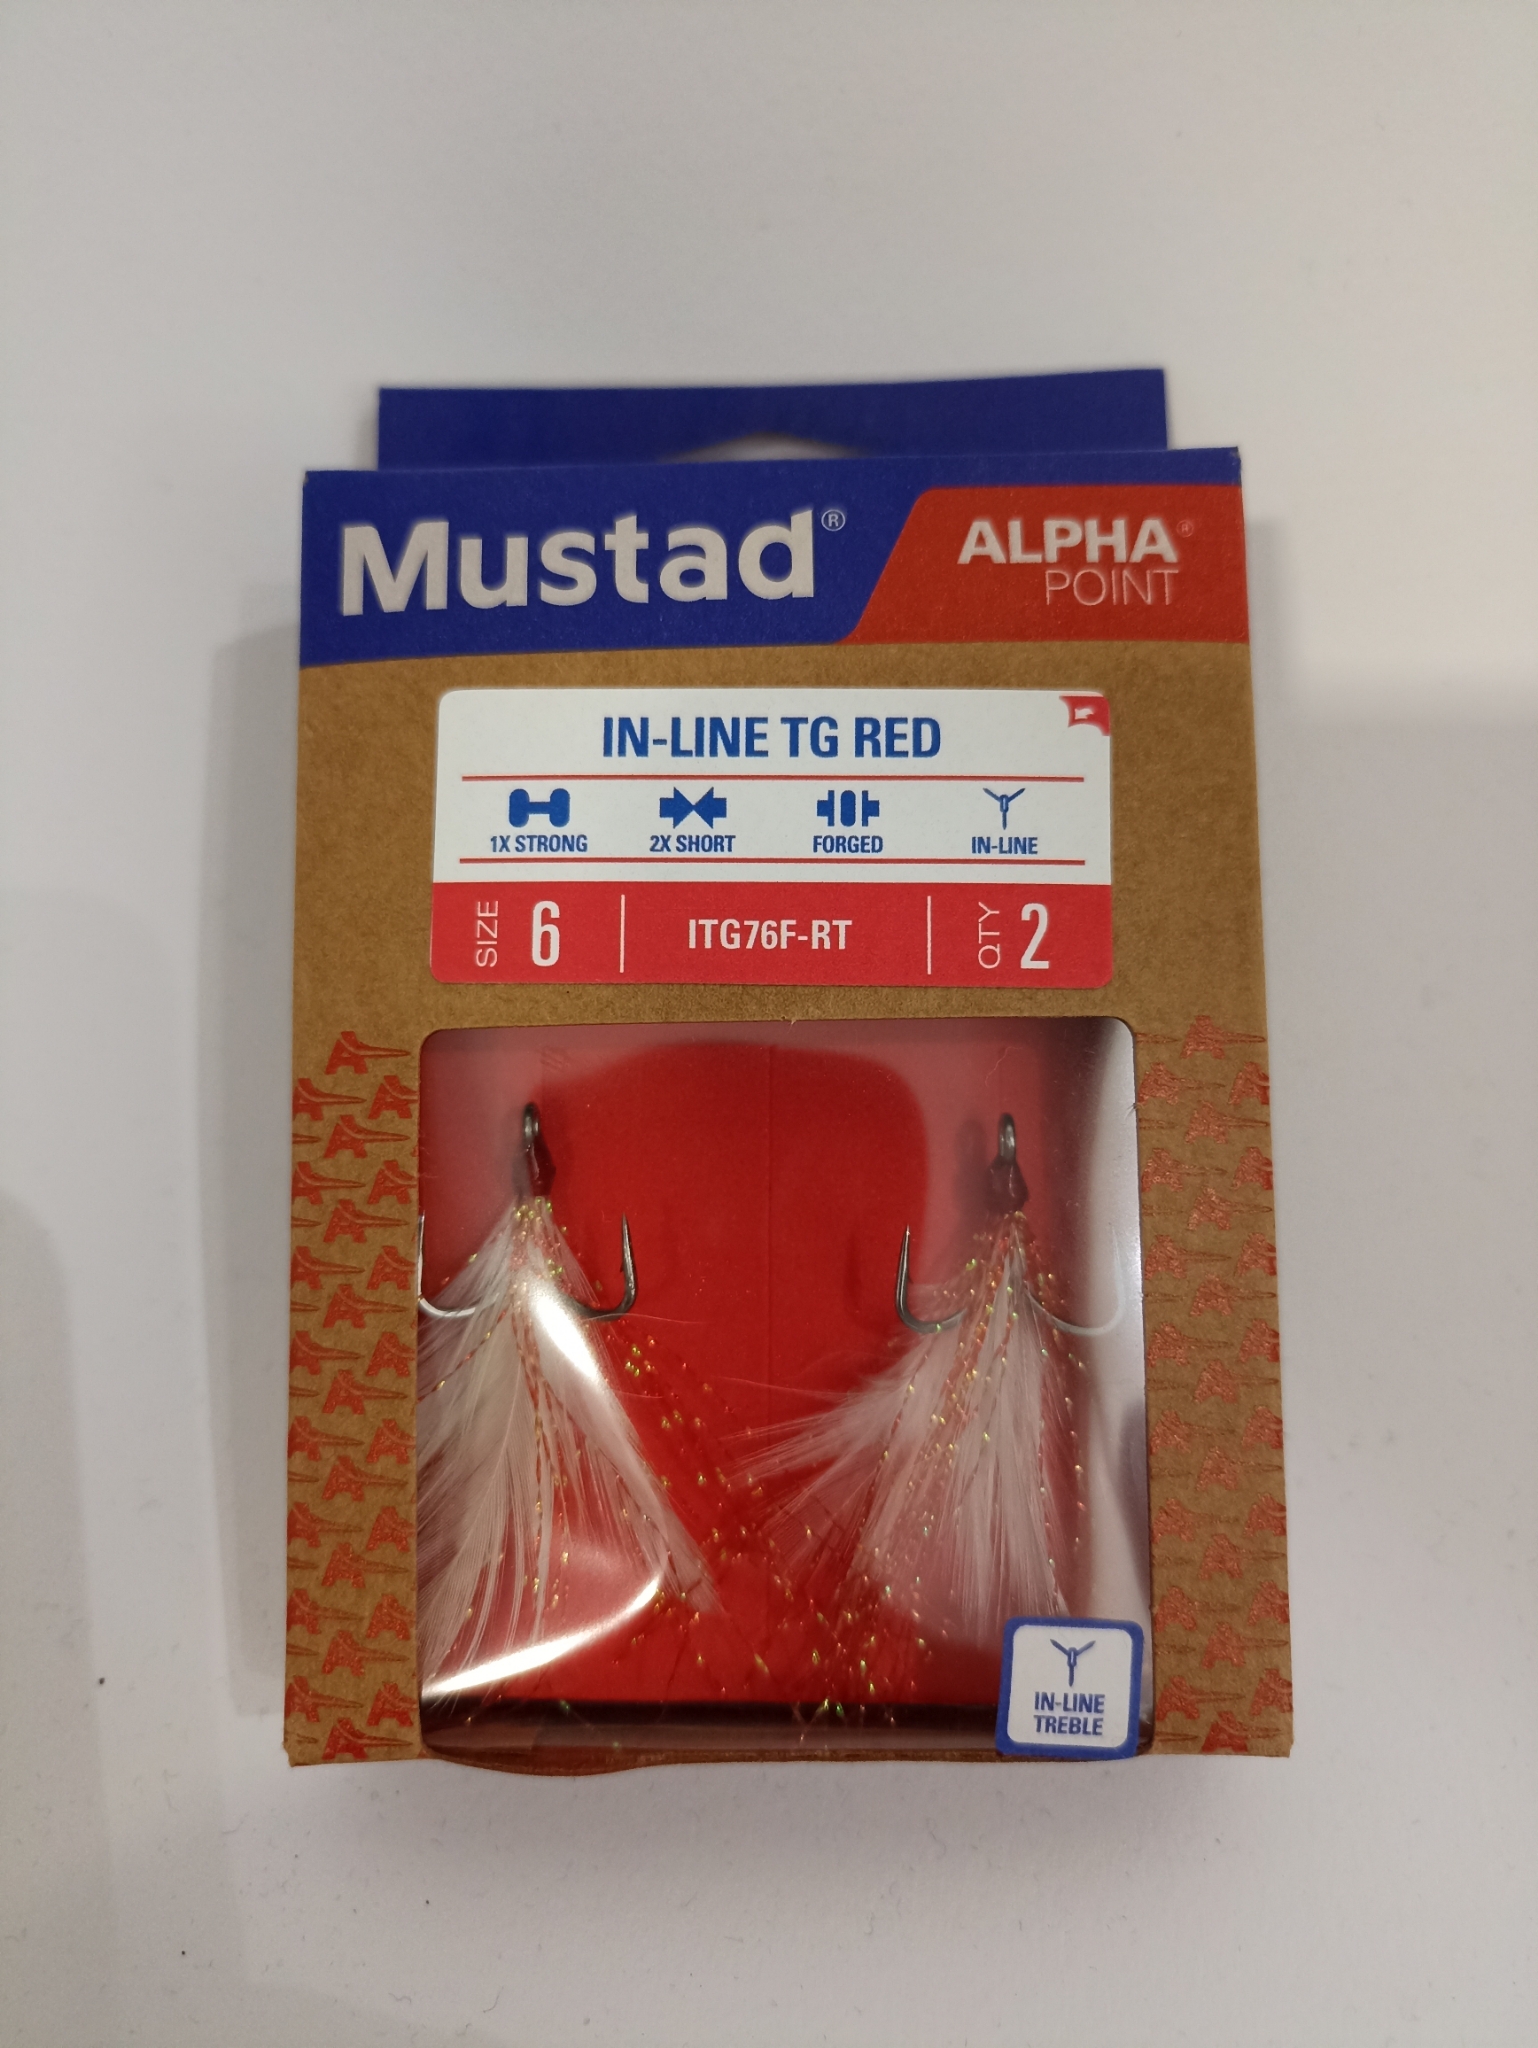 Mustad®
ALPHA®
POINT
IN-LINE TG RED
1X STRONG 2X SHORT FORGED IN-LINE
SIZE 6 ITG76F-RT QTY 2
IN-LINE
TREBLE